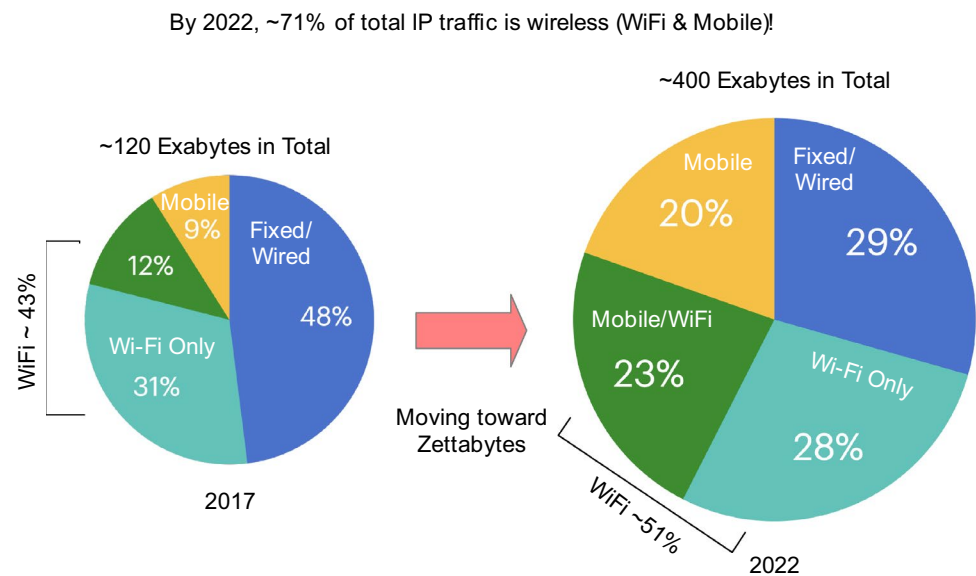 By 2022, ~71% of total IP traffic is wireless (WiFi & Mobile)!
~120 Exabytes in Total
Mobile
9%
Fixed/
Wired
12%
48%
Wi-Fi Only
31%
WiFi ~ 43%
2017
Moving toward
Zettabytes
~400 Exabytes in Total
Mobile
20%
Fixed/
Wired
29%
Mobile/WiFi
23%
Wi-Fi Only
28%
WiFi ~51%
2022